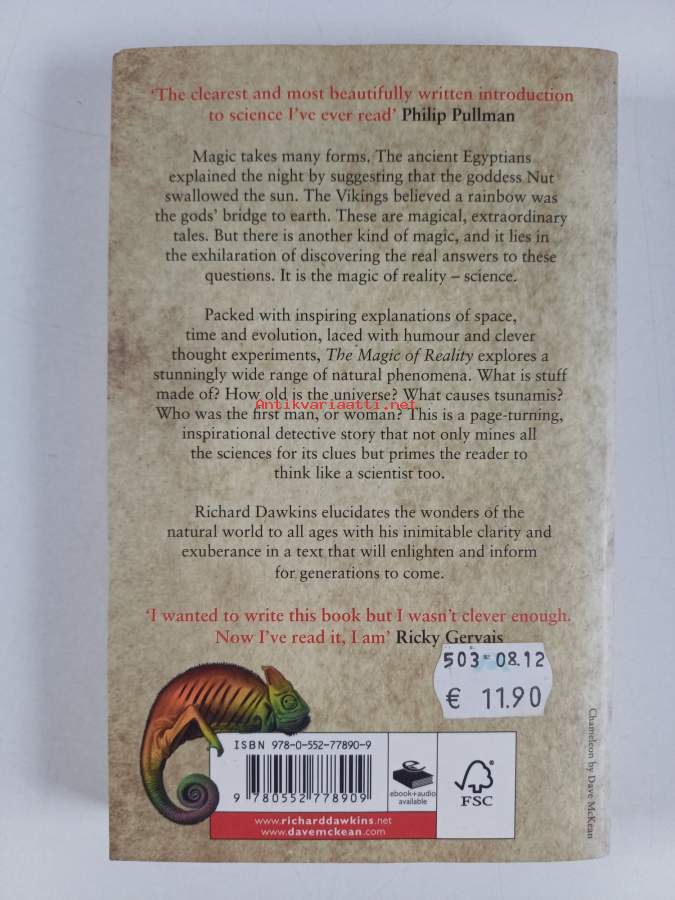 'The clearest and most beautifully written introduction
to science I've ever read' Philip Pullman
Magic takes many forms. The ancient Egyptians
explained the night by suggesting that the goddess Nut
swallowed the sun. The Vikings believed a rainbow was
the gods' bridge to earth. These are magical, extraordinary
tales. But there is another kind of magic, and it lies in
the exhilaration of discovering the real answers to these
questions. It is the magic of reality – science.
Packed with inspiring explanations of space,
time and evolution, laced with humour and clever
thought experiments, The Magic of Reality explores a
stunningly wide range of natural phenomena. What is stuff
made of? How old is the universe? What causes tsunamis?
Antikvariaatti.net
Who was the first man, or woman? This is a page-turning,
inspirational detective story that not only mines all
the sciences for its clues but primes the reader to
think like a scientist too.
Richard Dawkins elucidates the wonders of the
natural world to all ages with his inimitable clarity and
exuberance in a text that will enlighten and inform
for generations to come.
'I wanted to write this book but I wasn't clever enough.
Now I've read it, I am' Ricky Gervais
503 08.12
€ 11.90
ISBN 978-0-552-77890-9
9 780552 778909
ebook+audio
available
FSC
www.richarddawkins.net
www.davemckean.com
Chameleon by Dave McKean